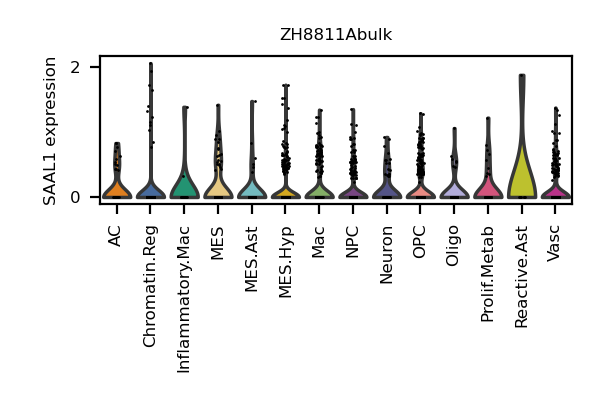 ZH8811Abulk
SAAL1 expression
2
0
AC
Chromatin.Reg
Inflammatory.Mac
MES
MES.Ast
MES.Hyp
Mac
NPC
Neuron
OPC
Oligo
Prolif.Metab
Reactive.Ast
Vasc